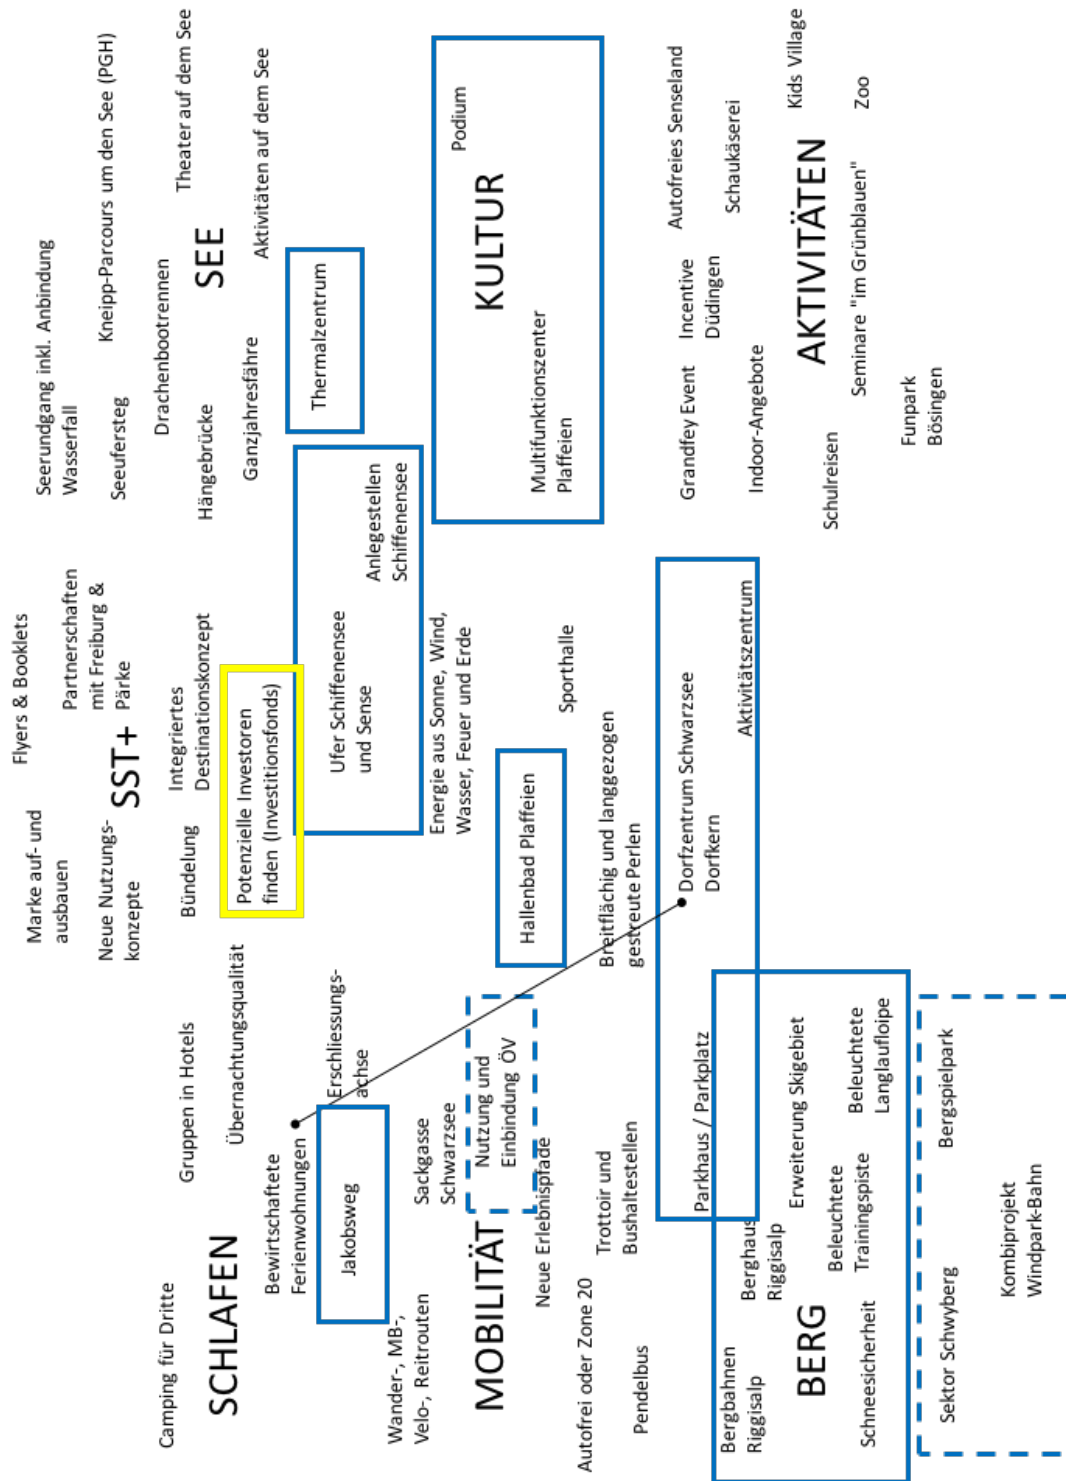 Camping für Dritte
SCHLAFEN
Gruppen in Hotels
Übernachtungsqualität
Bewirtschaftete
Ferienwohnungen
Jakobsweg
Erschliessungs-
achse
Marke auf- und
ausbauen
Flyers & Booklets
Neue Nutzungs-
konzepte
SST+
Partnerschaften
mit Freiburg &
Pärke
Bündelung
Integriertes
Destinationskonzept
Potenzielle Investoren
finden (Investitionsfonds)
Seerundgang inkl. Anbindung
Wasserfall
Seeufersteg
Kneipp-Parcours um den See (PGH)
Drachenbootrennen
Theater auf dem See
Hängebrücke
SEE
Ganzjahresfähre
Aktivitäten auf dem See
Thermalzentrum
Ufer Schiffenensee
und Sense
Anlegestellen
Schiffenensee
Energie aus Sonne, Wind,
Wasser, Feuer und Erde
Wander-, MB-,
Velo-, Reitrouten
Sackgasse
Schwarzsee
MOBILITÄT
Nutzung und
Einbindung ÖV
Neue Erlebnispfade
Autofrei oder Zone 20
Trottoir und
Bushaltestellen
Pendelbus
Hallenbad Plaffeien
Sporthalle
Breitflächig und langgezogen
gestreute Perlen
KULTUR
Podium
Multifunktionszenter
Plaffeien
Parkhaus / Parkplatz
Dorfzentrum Schwarzsee
Dorfkern
Aktivitätszentrum
Bergbahnen
Riggisalp
Berghaus
Riggisalp
Erweiterung Skigebiet
BERG
Beleuchtete
Trainingspiste
Beleuchtete
Langlaufloipe
Schneesicherheit
Sektor Schwyberg
Bergspielpark
Kombiprojekt
Windpark-Bahn
Grandfey Event
Incentive
Düdingen
Autofreies Senseland
Indoor-Angebote
Schaukäserei
AKTIVITÄTEN
Kids Village
Schulreisen
Seminare "im Grünblauen"
Zoo
Funpark
Bösingen